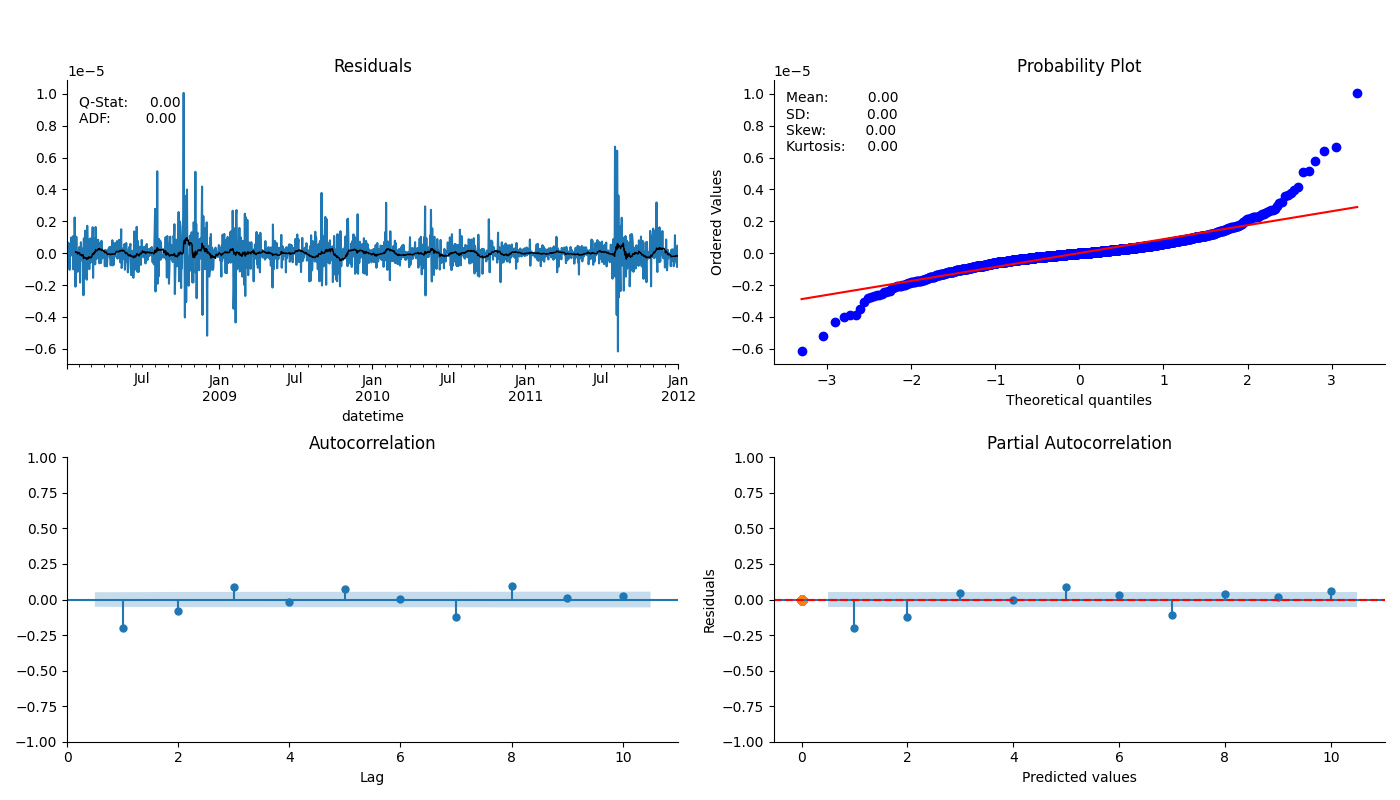 Residuals
1e−5
Q-Stat: 0.00
ADF: 0.00
1.0
0.8
0.6
0.4
0.2
0.0
−0.2
−0.4
−0.6
Jul
Jan
2009
Jul
Jan
2010
Jul
Jan
2011
Jul
Jan
2012
datetime
Probability Plot
1e−5
Mean: 0.00
SD: 0.00
Skew: 0.00
Kurtosis: 0.00
Ordered Values
1.0
0.8
0.6
0.4
0.2
0.0
−0.2
−0.4
−0.6
−3
−2
−1
0
1
2
3
Theoretical quantiles
Autocorrelation
1.00
0.75
0.50
0.25
0.00
−0.25
−0.50
−0.75
−1.00
0
2
4
6
8
10
Lag
Partial Autocorrelation
Residuals
1.00
0.75
0.50
0.25
0.00
−0.25
−0.50
−0.75
−1.00
0
2
4
6
8
10
Predicted values